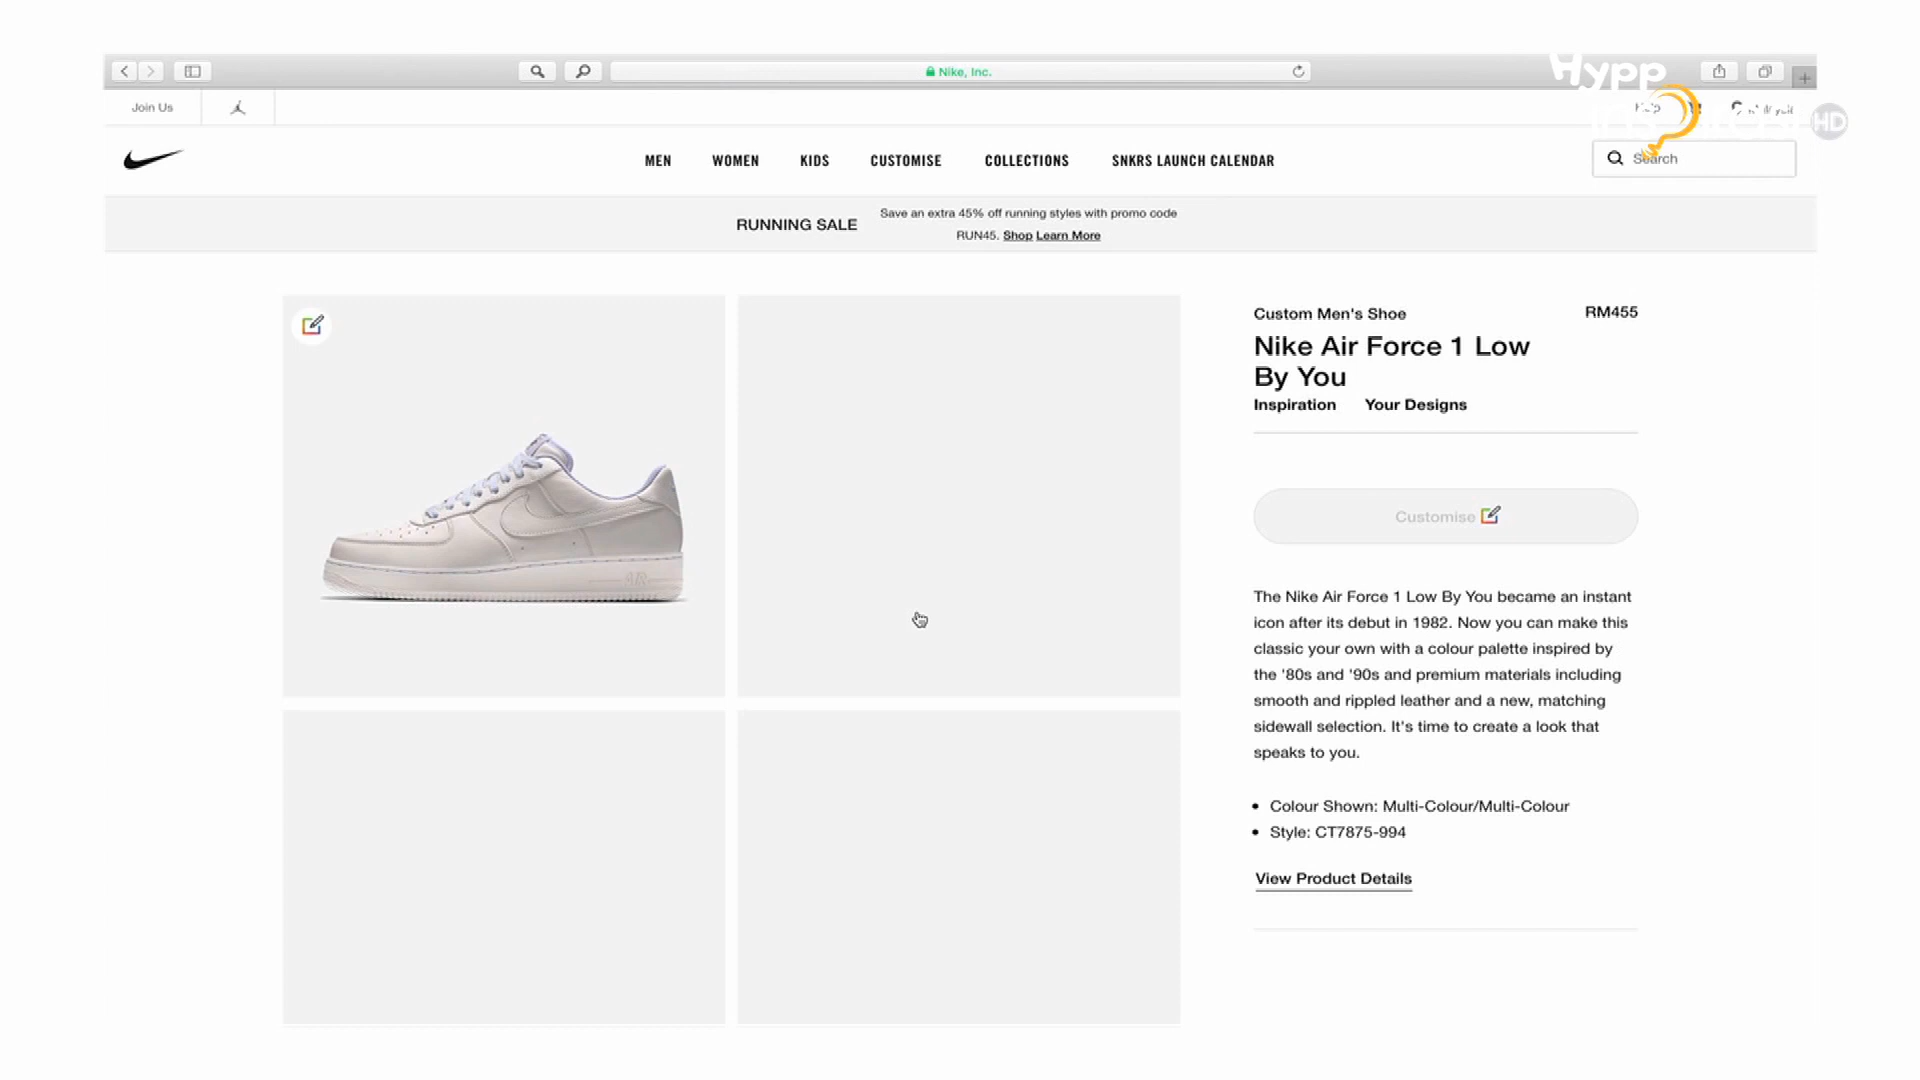 Nike, Inc.
Hypp
HD
Join Us
MEN
WOMEN
KIDS
CUSTOMISE
COLLECTIONS
SNKRS LAUNCH CALENDAR
Search
RUNNING SALE
Save an extra 45% off running styles with promo code
RUN45. Shop Learn More
Custom Men's Shoe
RM455
Nike Air Force 1 Low
By You
Inspiration
Your Designs
Customise
The Nike Air Force 1 Low By You became an instant
icon after its debut in 1982. Now you can make this
classic your own with a colour palette inspired by
the '80s and '90s and premium materials including
smooth and rippled leather and a new, matching
sidewall selection. It's time to create a look that
speaks to you.
• Colour Shown: Multi-Colour/Multi-Colour
• Style: CT7875-994
View Product Details
AIR